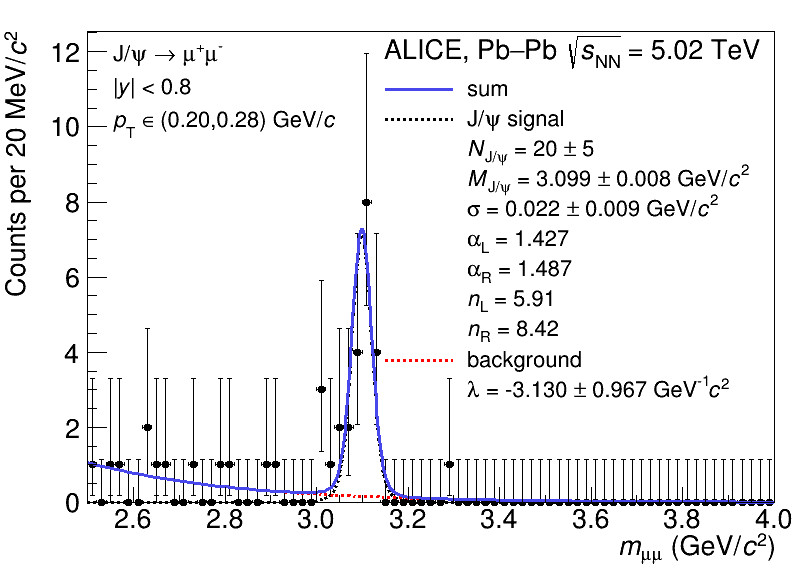 J/ψ → μ⁺μ⁻
|y| < 0.8
p_T ∈ (0.20,0.28) GeV/c
ALICE, Pb–Pb √s_NN = 5.02 TeV
sum
J/ψ signal
N_J/ψ = 20 ± 5
M_J/ψ = 3.099 ± 0.008 GeV/c²
σ = 0.022 ± 0.009 GeV/c²
α_L = 1.427
α_R = 1.487
n_L = 5.91
n_R = 8.42
background
λ = -3.130 ± 0.967 GeV⁻¹c²
Counts per 20 MeV/c²
12
10
8
6
4
2
0
2.6 2.8 3.0 3.2 3.4 3.6 3.8 4.0
m_μμ (GeV/c²)